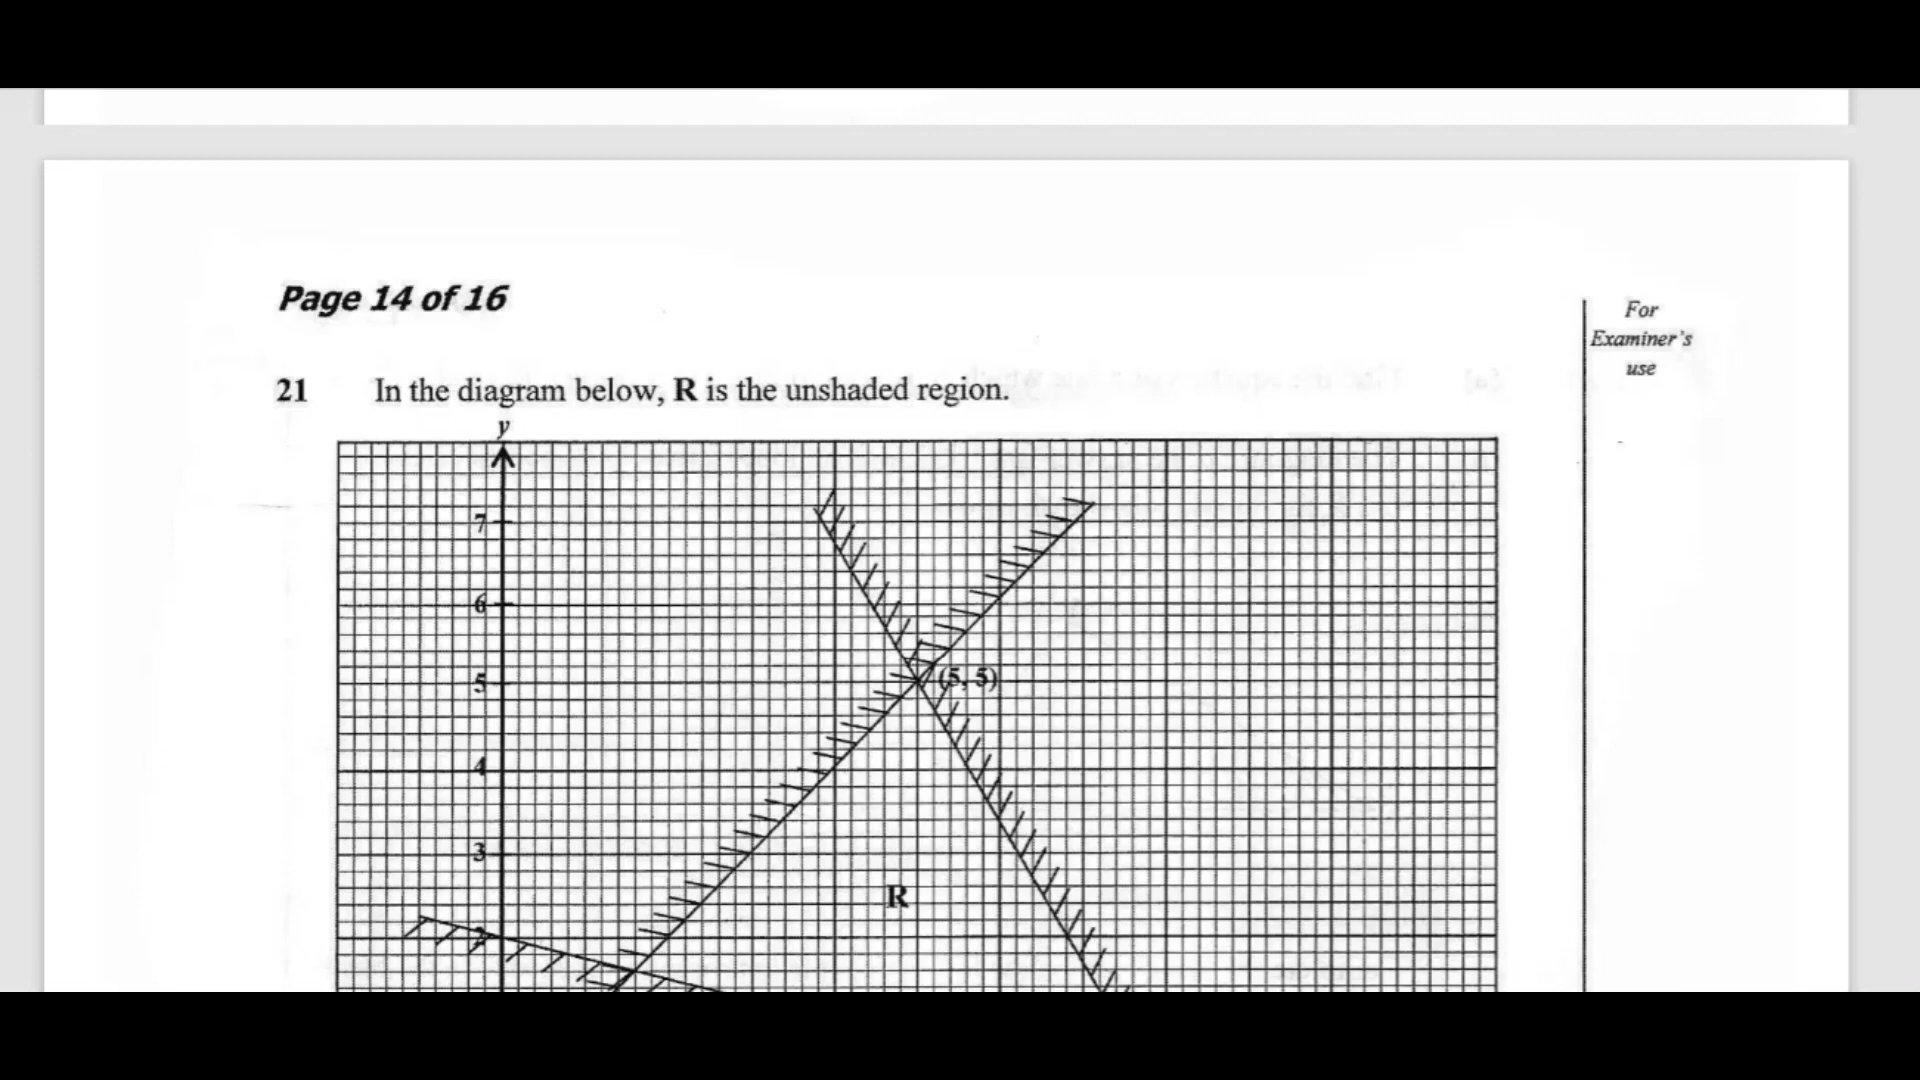 Page 14 of 16
For
Examiner's
use
21 In the diagram below, R is the unshaded region.
y
7
6
5
(5, 5)
4
3
R
2